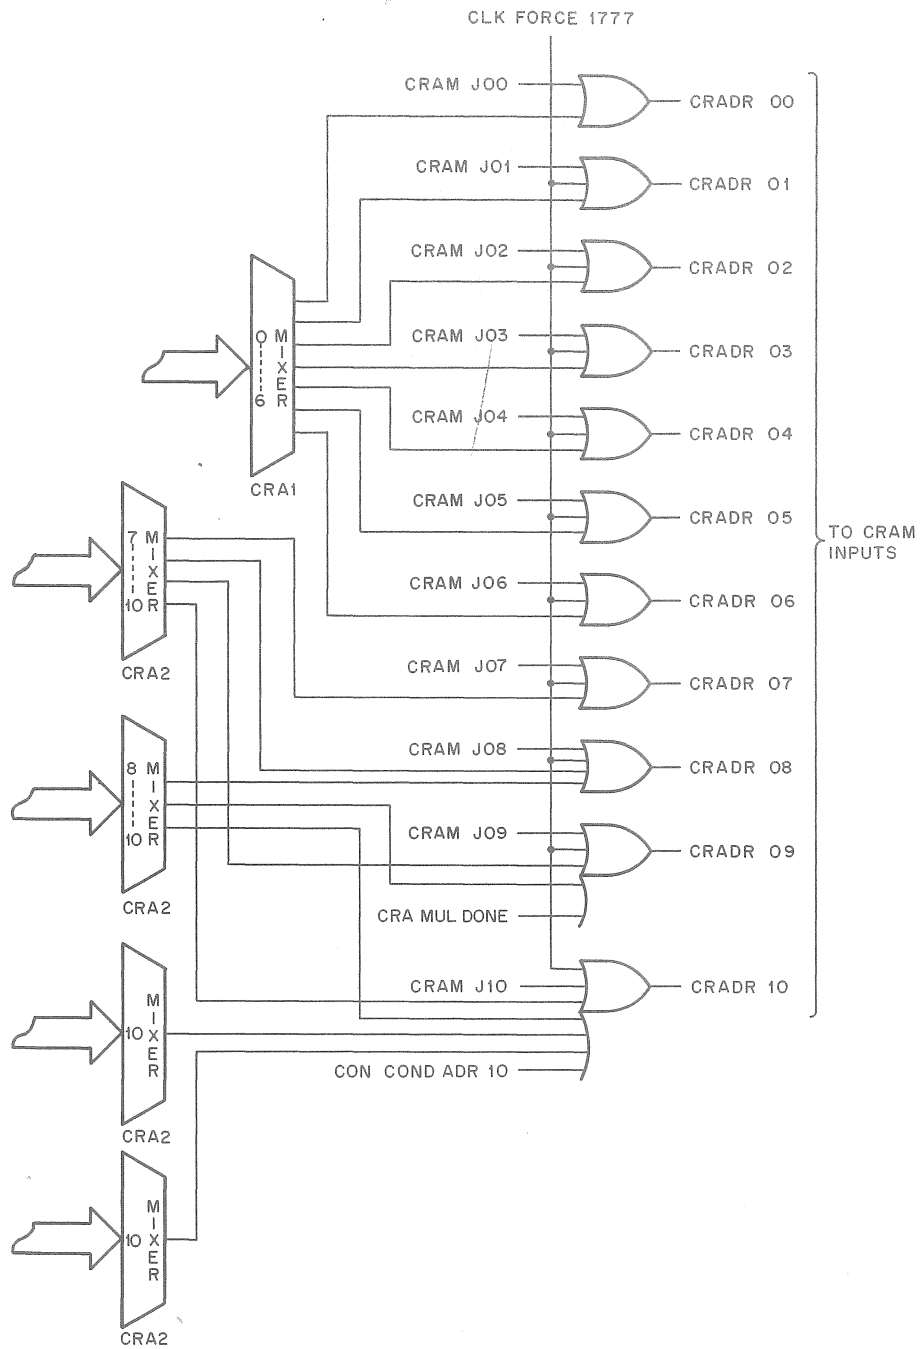 CLK FORCE 1777
CRAM J00
CRADR 00
CRAM J01
CRADR 01
CRAM J02
CRADR 02
CRAM J03
CRADR 03
CRAM J04
CRADR 04
CRAM J05
CRADR 05
CRAM J06
CRADR 06
CRAM J07
CRADR 07
CRAM J08
CRADR 08
CRAM J09
CRADR 09
CRA MUL DONE
CRAM J10
CRADR 10
CON COND ADR 10
TO CRAM
INPUTS
0
6
MIXER
CRA1
7
10
MIXER
CRA2
8
10
MIXER
CRA2
10
MIXER
CRA2
10
MIXER
CRA2